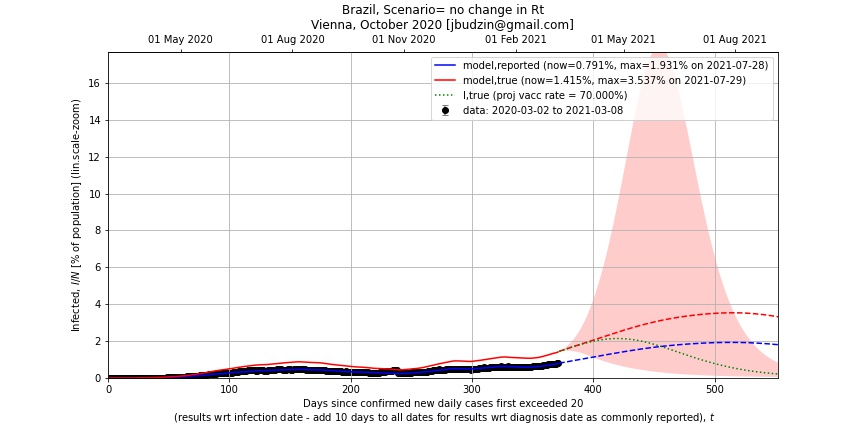 Brazil, Scenario= no change in Rt
Vienna, October 2020 [jbudzin@gmail.com]
01 May 2020 01 Aug 2020 01 Nov 2020 01 Feb 2021 01 May 2021 01 Aug 2021
model,reported (now=0.791%, max=1.931% on 2021-07-28)
model,true (now=1.415%, max=3.537% on 2021-07-29)
I,true (proj vacc rate = 70.000%)
data: 2020-03-02 to 2021-03-08
Infected, I/N [% of population] (lin.scale-zoom)
16
14
12
10
8
6
4
2
0
0 100 200 300 400 500
Days since confirmed new daily cases first exceeded 20
(results wrt infection date - add 10 days to all dates for results wrt diagnosis date as commonly reported), t